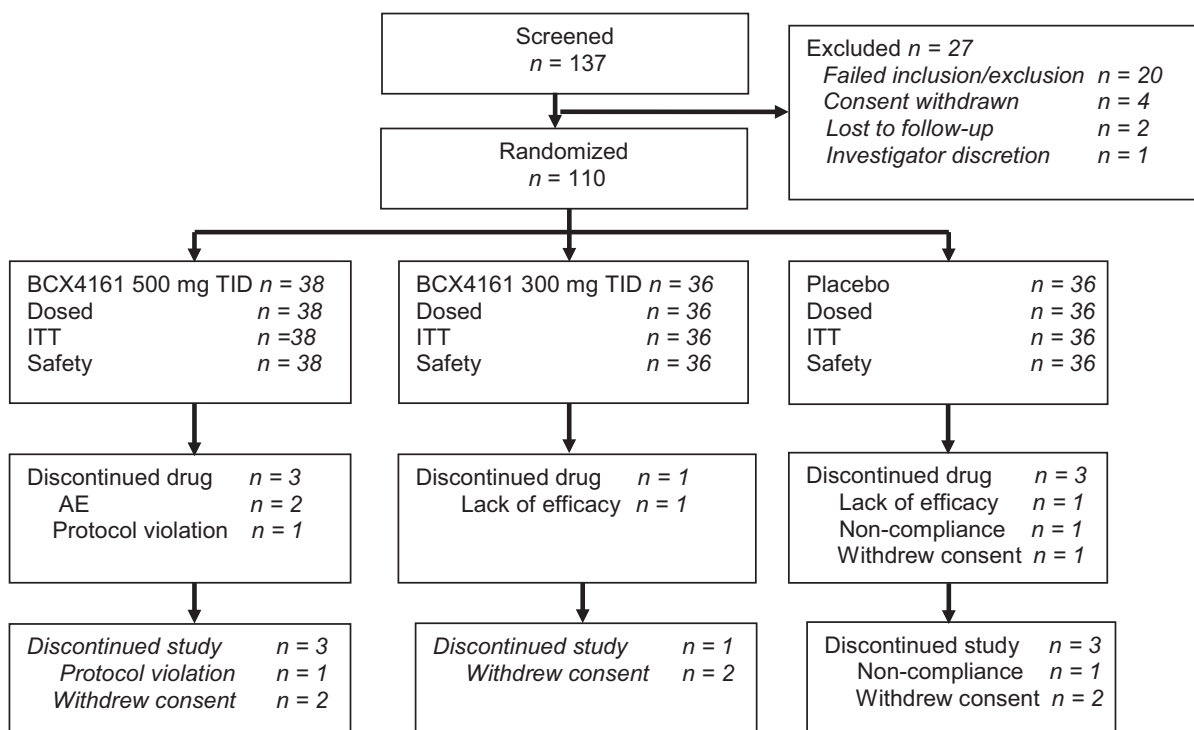 Screened
n = 137
Excluded n = 27
Failed inclusion/exclusion n = 20
Consent withdrawn n = 4
Lost to follow-up n = 2
Investigator discretion n = 1
Randomized
n = 110
BCX4161 500 mg TID n = 38
Dosed n = 38
ITT n =38
Safety n = 38
BCX4161 300 mg TID n = 36
Dosed n = 36
ITT n = 36
Safety n = 36
Placebo n = 36
Dosed n = 36
ITT n = 36
Safety n = 36
Discontinued drug n = 3
AE n = 2
Protocol violation n = 1
Discontinued drug n = 1
Lack of efficacy n = 1
Discontinued drug n = 3
Lack of efficacy n = 1
Non-compliance n = 1
Withdrew consent n = 1
Discontinued study n = 3
Protocol violation n = 1
Withdrew consent n = 2
Discontinued study n = 1
Withdrew consent n = 2
Discontinued study n = 3
Non-compliance n = 1
Withdrew consent n = 2